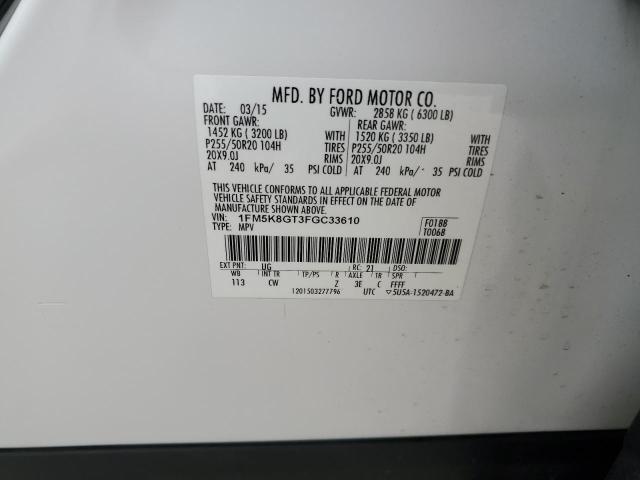 MFD. BY FORD MOTOR CO.
DATE: 03/15 GVWR: 2858 KG ( 6300 LB)
FRONT GAWR: REAR GAWR:
1452 KG ( 3200 LB) WITH 1520 KG ( 3350 LB) WITH
P255/50R20 104H TIRES P255/50R20 104H TIRES
20X9.0J RIMS 20X9.0J RIMS
AT 240 kPa/ 35 PSI COLD AT 240 kPa/ 35 PSI COLD
THIS VEHICLE CONFORMS TO ALL APPLICABLE FEDERAL MOTOR
VEHICLE SAFETY STANDARDS IN EFFECT ON THE DATE OF
MANUFACTURE SHOWN ABOVE.
VIN: 1FM5K8GT3FGC33610 F0188
TYPE: MPV T0068
EXT PNT: UG RC: 21 DSO:
WB INT TR TP/PS R AXLE TR SPR
113 CW Z 3E C FFFF
1201503277796 UTC ▽5U5A-1520472-BA